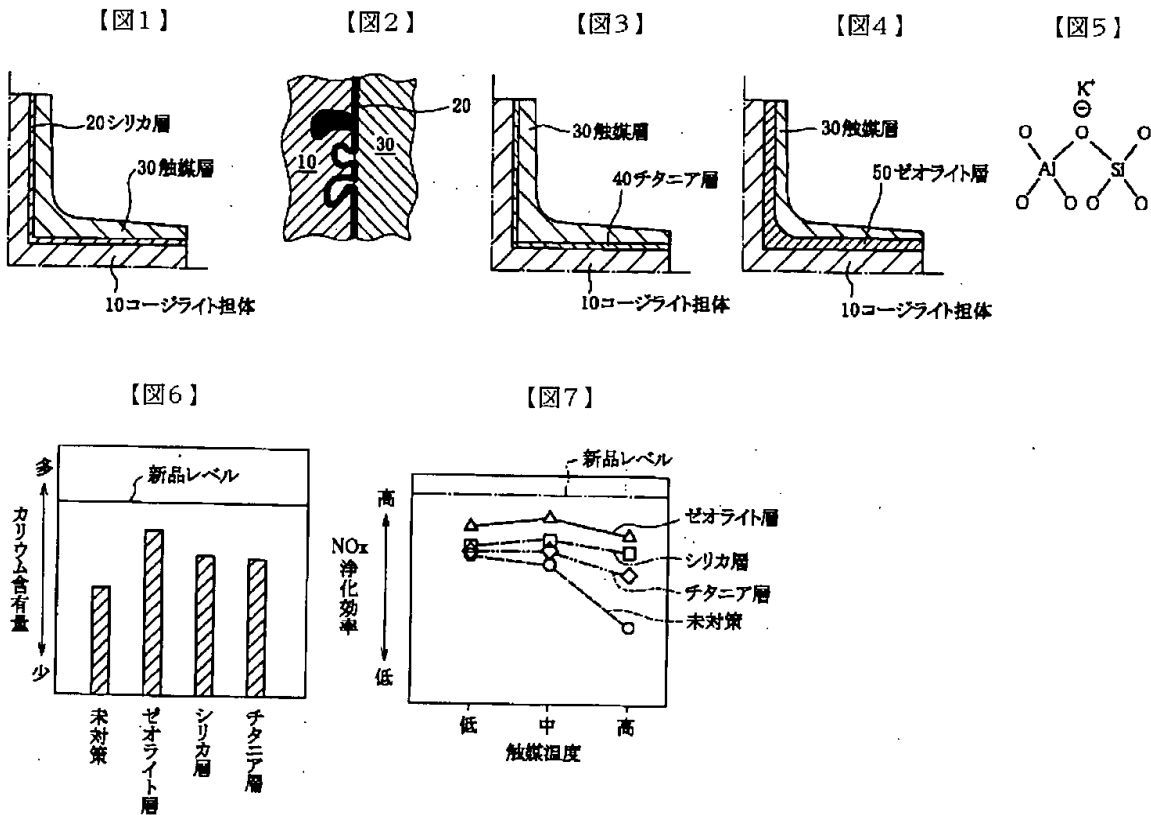 【図1】
20シリカ層
30触媒層
10コージライト担体
【図2】
20
10
30
【図3】
30触媒層
40チタニア層
10コージライト担体
【図4】
30触媒層
50ゼオライト層
10コージライト担体
【図5】
K+
⊖
O O O
Al Si
O O O O
【図6】
新品レベル
多
カリウム含有量
少
未対策
ゼオライト層
シリカ層
チタニア層
【図7】
新品レベル
高
NOx
浄化効率
低
ゼオライト層
シリカ層
チタニア層
未対策
低 中 高
触媒温度